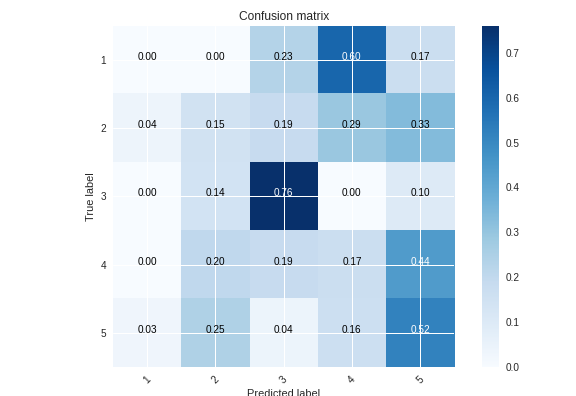 Confusion matrix
1 0.00 0.00 0.23 0.60 0.17
2 0.04 0.15 0.19 0.29 0.33
3 0.00 0.14 0.76 0.00 0.10
4 0.00 0.20 0.19 0.17 0.44
5 0.03 0.25 0.04 0.16 0.52
1 2 3 4 5
True label
Predicted label
0.7
0.6
0.5
0.4
0.3
0.2
0.1
0.0